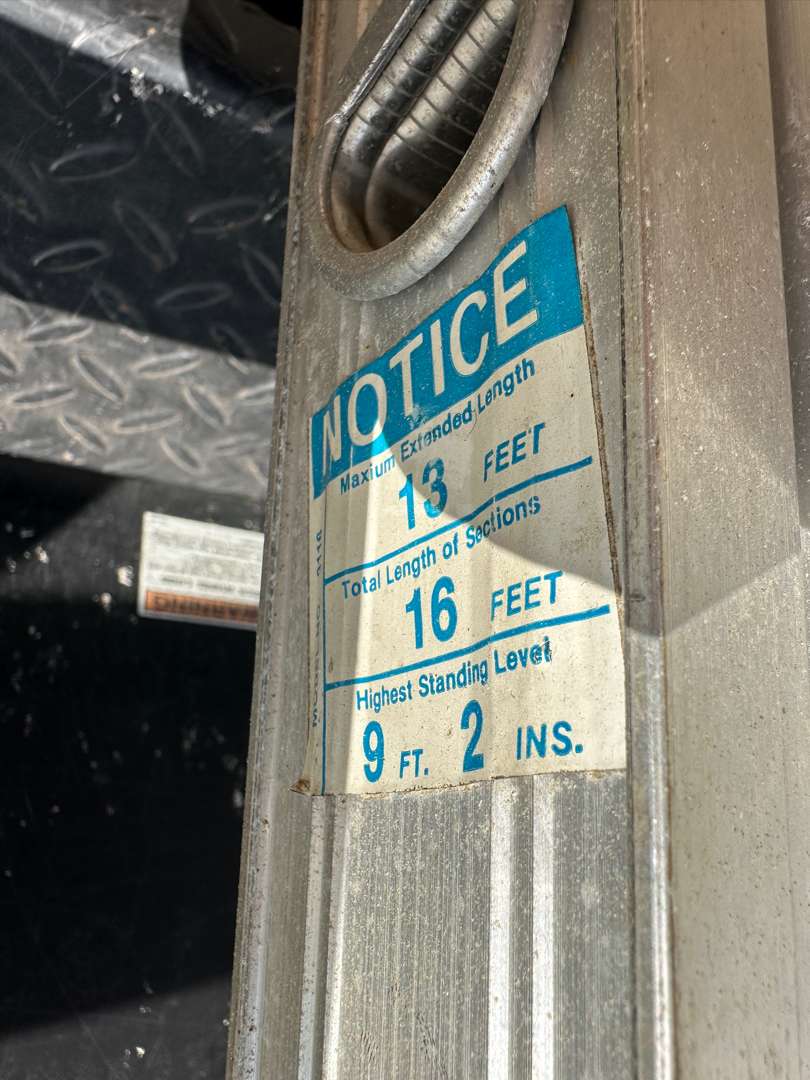 NOTICE
Maxium Extended Length
13 FEET
Total Length of Sections
16 FEET
Highest Standing Level
9 FT. 2 INS.
WARNING